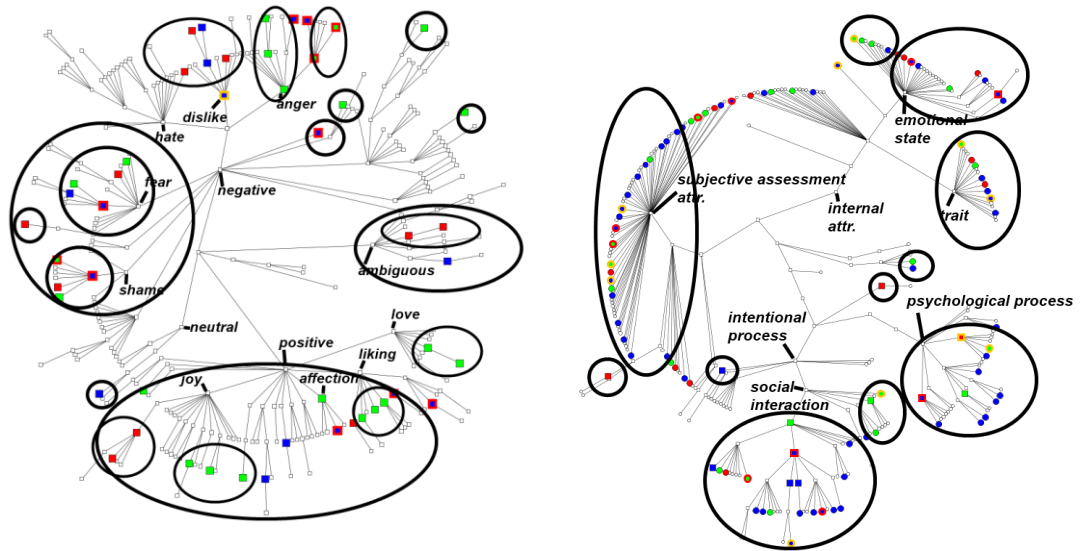 anger
dislike
hate
fear
negative
shame
ambiguous
neutral
love
positive
liking
joy
affection
emotional
state
subjective assessment
attr.
internal
attr.
trait
intentional
process
psychological process
social
interaction